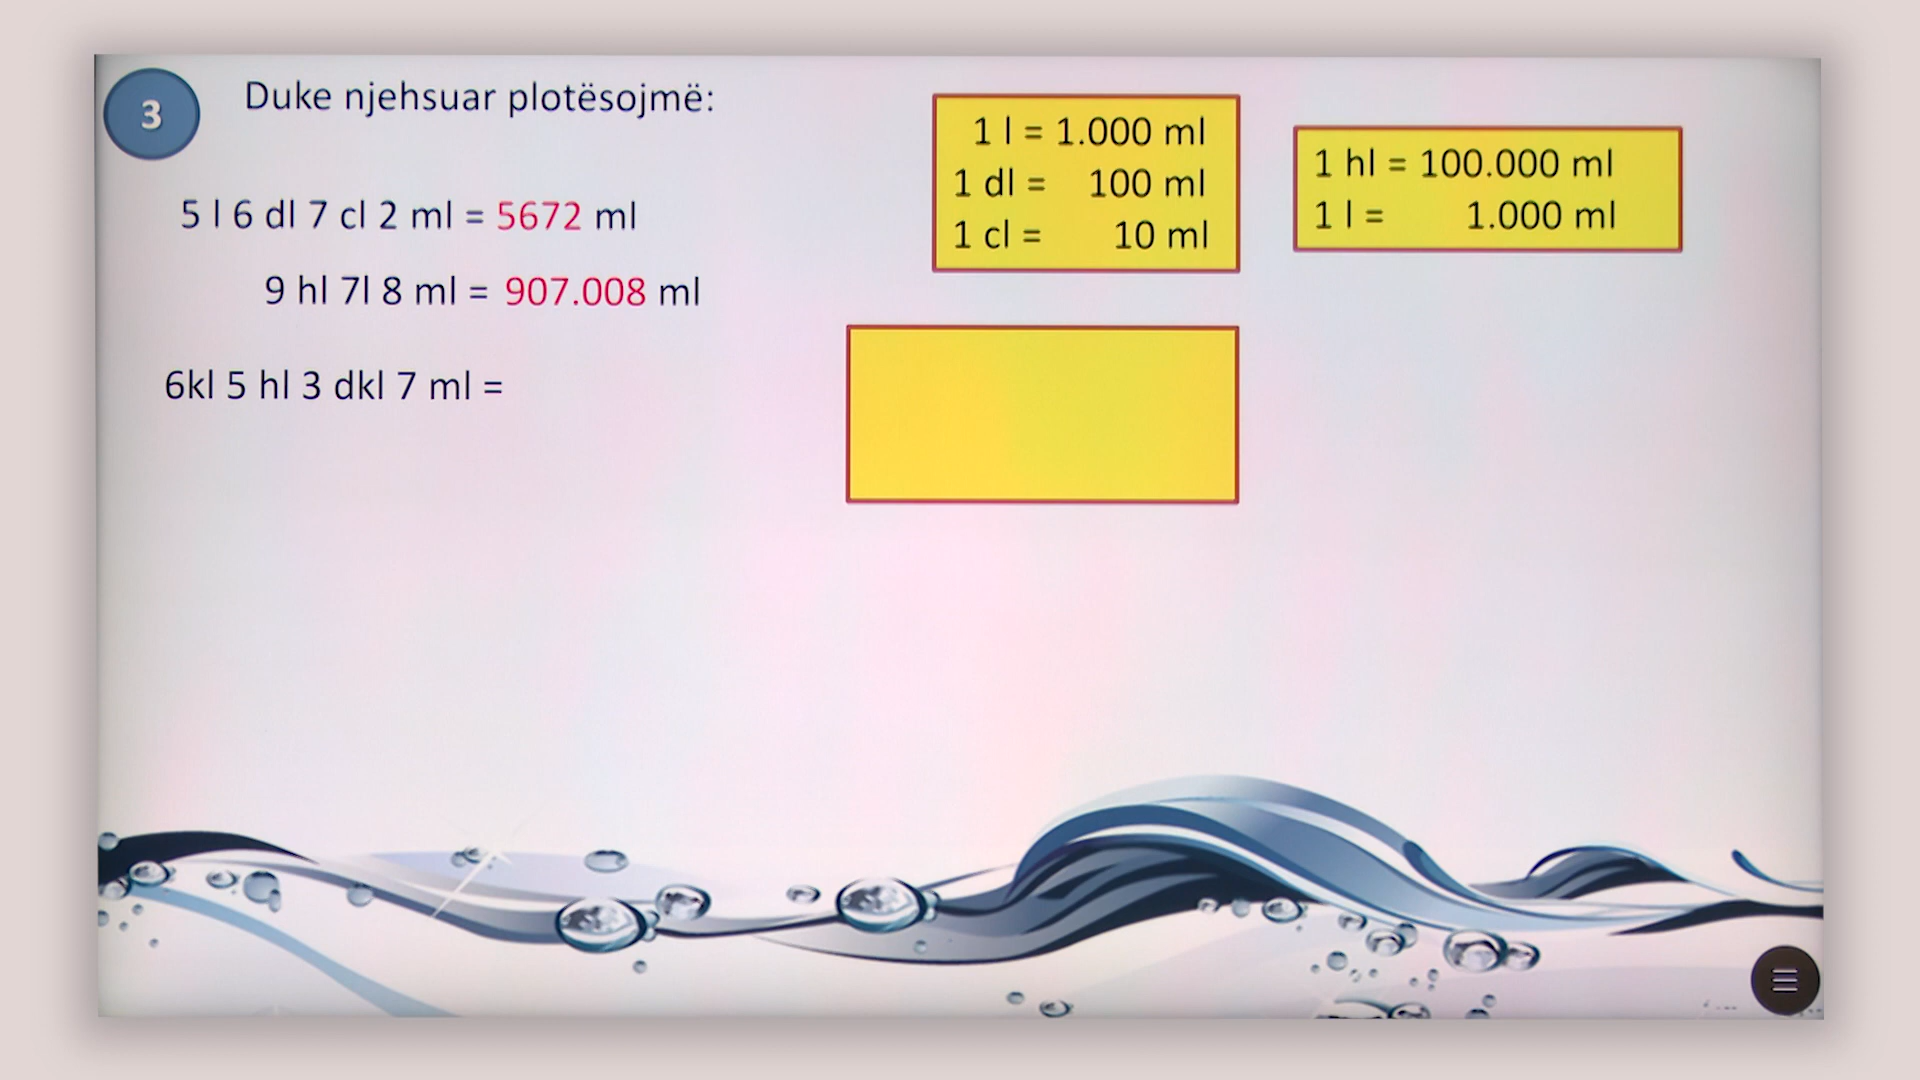 3
Duke njehsuar plotësojmë:
5 l 6 dl 7 cl 2 ml = 5672 ml
9 hl 7l 8 ml = 907.008 ml
6kl 5 hl 3 dkl 7 ml =
1 l = 1.000 ml
1 dl = 100 ml
1 cl = 10 ml
1 hl = 100.000 ml
1 l = 1.000 ml